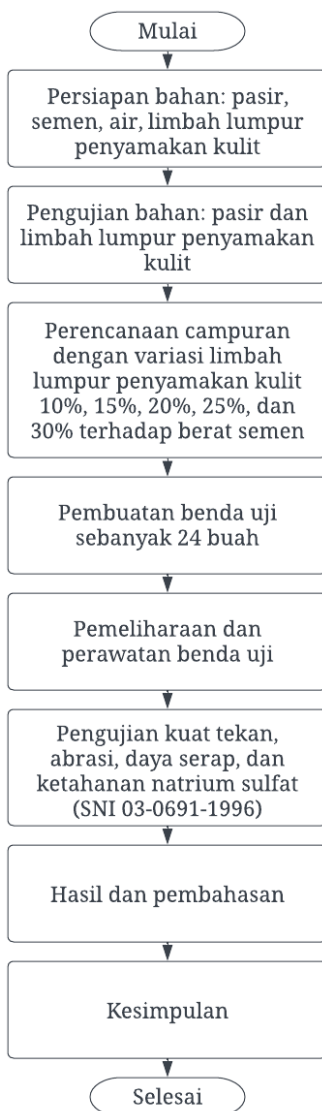 Mulai
Persiapan bahan: pasir,
semen, air, limbah lumpur
penyamakan kulit
Pengujian bahan: pasir dan
limbah lumpur penyamakan
kulit
Perencanaan campuran
dengan variasi limbah
lumpur penyamakan kulit
10%, 15%, 20%, 25%, dan
30% terhadap berat semen
Pembuatan benda uji
sebanyak 24 buah
Pemeliharaan dan
perawatan benda uji
Pengujian kuat tekan,
abrasi, daya serap, dan
ketahanan natrium sulfat
(SNI 03-0691-1996)
Hasil dan pembahasan
Kesimpulan
Selesai